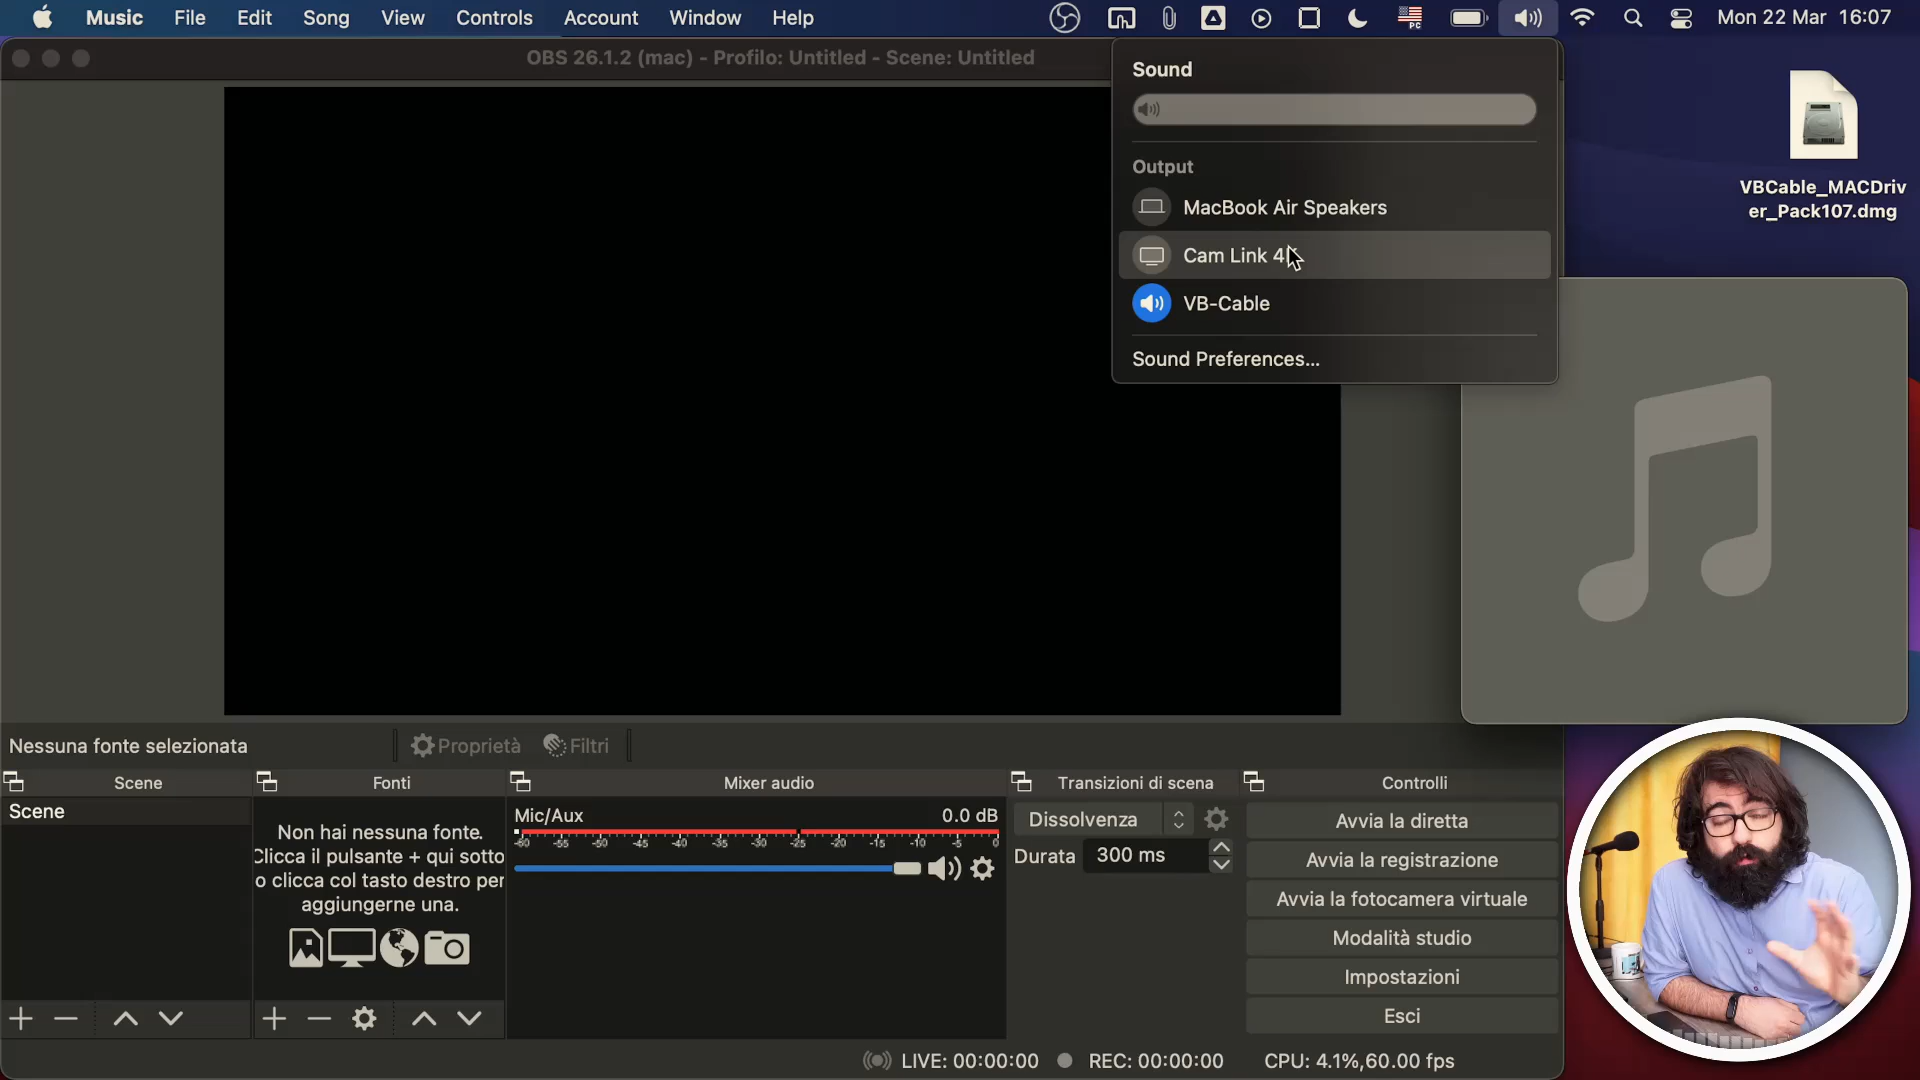 Music File Edit Song View Controls Account Window Help
PC
Mon 22 Mar 16:07
OBS 26.1.2 (mac) - Profilo: Untitled - Scene: Untitled
Sound
Output
MacBook Air Speakers
Cam Link 4K
VB-Cable
Sound Preferences...
VBCable_MACDriv
er_Pack107.dmg
Nessuna fonte selezionata
Proprietà
Filtri
Scene
Scene
Fonti
Non hai nessuna fonte.
Clicca il pulsante + qui sotto
o clicca col tasto destro per
aggiungerne una.
Mixer audio
Mic/Aux
0.0 dB
-60 -55 -50 -45 -40 -35 -30 -25 -20 -15 -10 -5 0
Transizioni di scena
Dissolvenza
Durata
300 ms
Controlli
Avvia la diretta
Avvia la registrazione
Avvia la fotocamera virtuale
Modalità studio
Impostazioni
Esci
LIVE: 00:00:00
REC: 00:00:00
CPU: 4.1%,60.00 fps